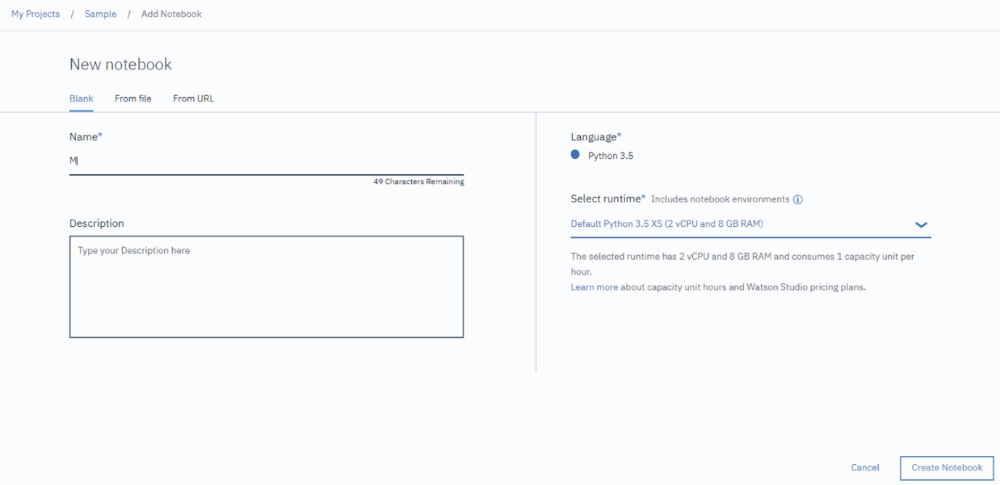 My Projects / Sample / Add Notebook
New notebook
Blank From file From URL
Name*
M
49 Characters Remaining
Description
Type your Description here
Language*
Python 3.5
Select runtime* Includes notebook environments
Default Python 3.5 XS (2 vCPU and 8 GB RAM)
The selected runtime has 2 vCPU and 8 GB RAM and consumes 1 capacity unit per
hour.
Learn more about capacity unit hours and Watson Studio pricing plans.
Cancel Create Notebook